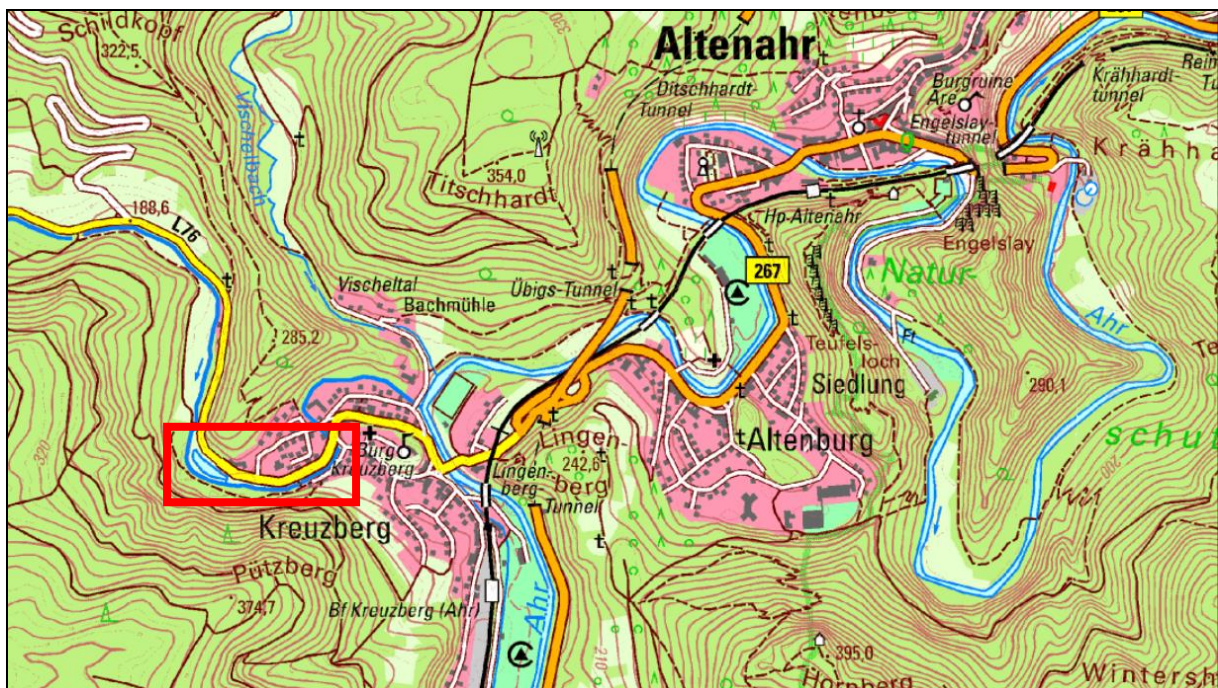 Schildkopf
322,5
Altenahr
Ditschhardt-
Tunnel
Burgruine
Are
Engelslay-
tunnel
Krähhardt-
tunnel
Vischelbach
354,0
Titschhardt
188,6
L76
Hp-Altenahr
Engelslay
Natur-
267
Vischeltal
Bachmühle
Übigs-Tunnel
285,2
Ahr
Teufels-
loch
Ft
Siedlung
290,1
Altenburg
schut
Burg
Kreuzberg
Lingen-
berg
242,6
Lingen-
berg-
Tunnel
320
Kreuzberg
Pützberg
374,7
Bf Kreuzberg (Ahr)
Ahr
210
395,0
Hornberg
Wintersh